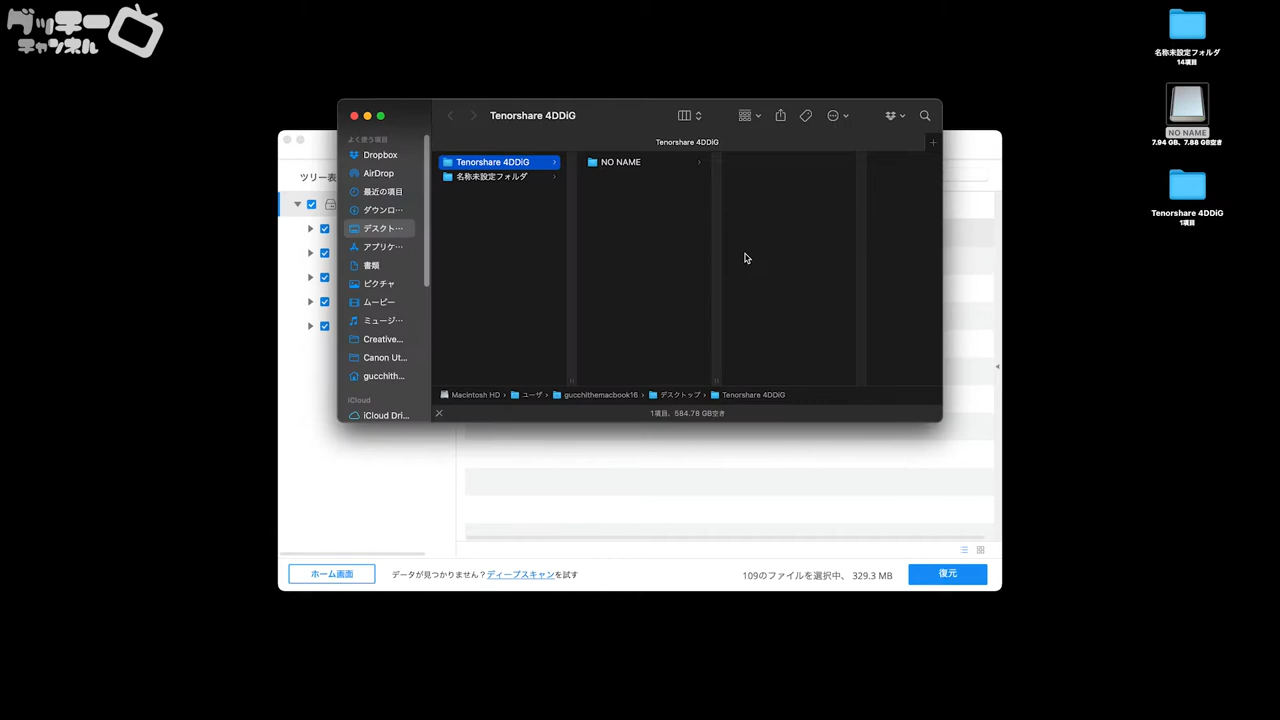 グッチー
チャンネル
名称未設定フォルダ
14項目
NO NAME
7.94 GB、7.88 GB空き
Tenorshare 4DDiG
1項目
Tenorshare 4DDiG
Tenorshare 4DDiG
よく使う項目
Dropbox
AirDrop
最近の項目
ダウンロ…
デスクト…
アプリケ…
書類
ピクチャ
ムービー
ミュージ…
Creative...
Canon Ut...
gucchith...
iCloud
iCloud Dri...
Tenorshare 4DDiG
名称未設定フォルダ
NO NAME
Macintosh HD › ユーザ › gucchithemacbook16 › デスクトップ › Tenorshare 4DDiG
1項目、584.78 GB空き
ツリー表
ホーム画面
データが見つかりません？ディープスキャンを試す
109のファイルを選択中、 329.3 MB
復元